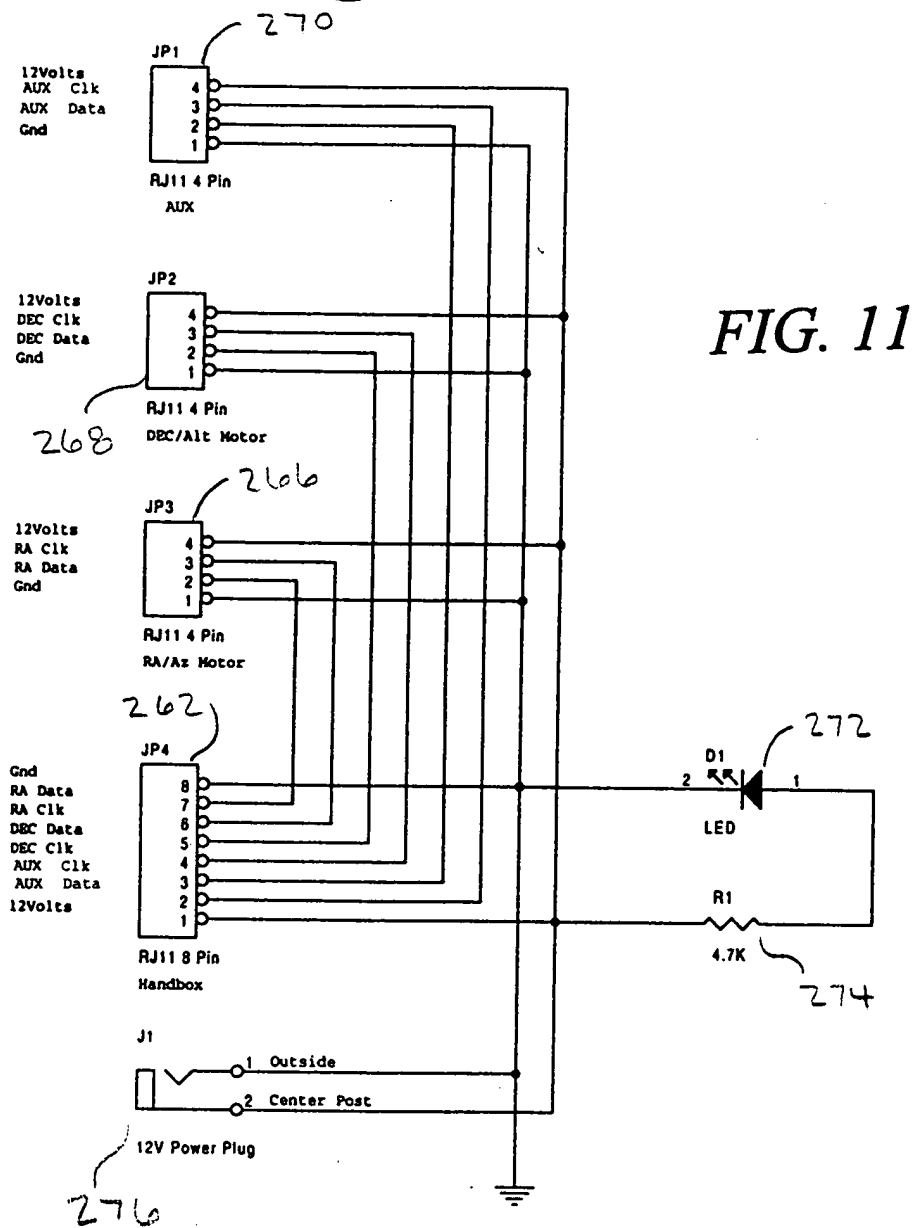 270
JP1
12Volts
AUX Clk
AUX Data
Gnd
4
3
2
1
RJ11 4 Pin
AUX
JP2
12Volts
DEC Clk
DEC Data
Gnd
4
3
2
1
RJ11 4 Pin
DEC/Alt Motor
268
FIG. 11
266
JP3
12Volts
RA Clk
RA Data
Gnd
4
3
2
1
RJ11 4 Pin
RA/Az Motor
262
JP4
Gnd
RA Data
RA Clk
DEC Data
DEC Clk
AUX Clk
AUX Data
12Volts
8
7
6
5
4
3
2
1
RJ11 8 Pin
Handbox
272
D1
2 1
LED
R1
4.7K
274
J1
1 Outside
2 Center Post
12V Power Plug
276